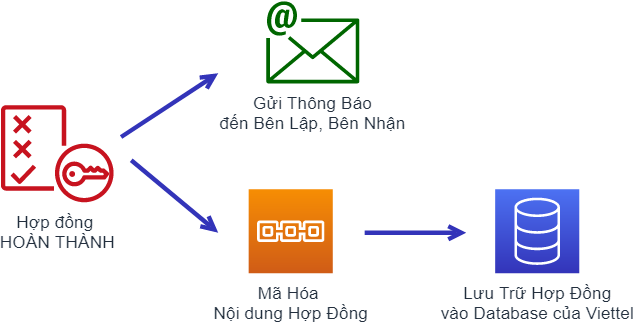 @
Gửi Thông Báo
đến Bên Lập, Bên Nhận
Hợp đồng
HOÀN THÀNH
Mã Hóa
Nội dung Hợp Đồng
Lưu Trữ Hợp Đồng
vào Database của Viettel